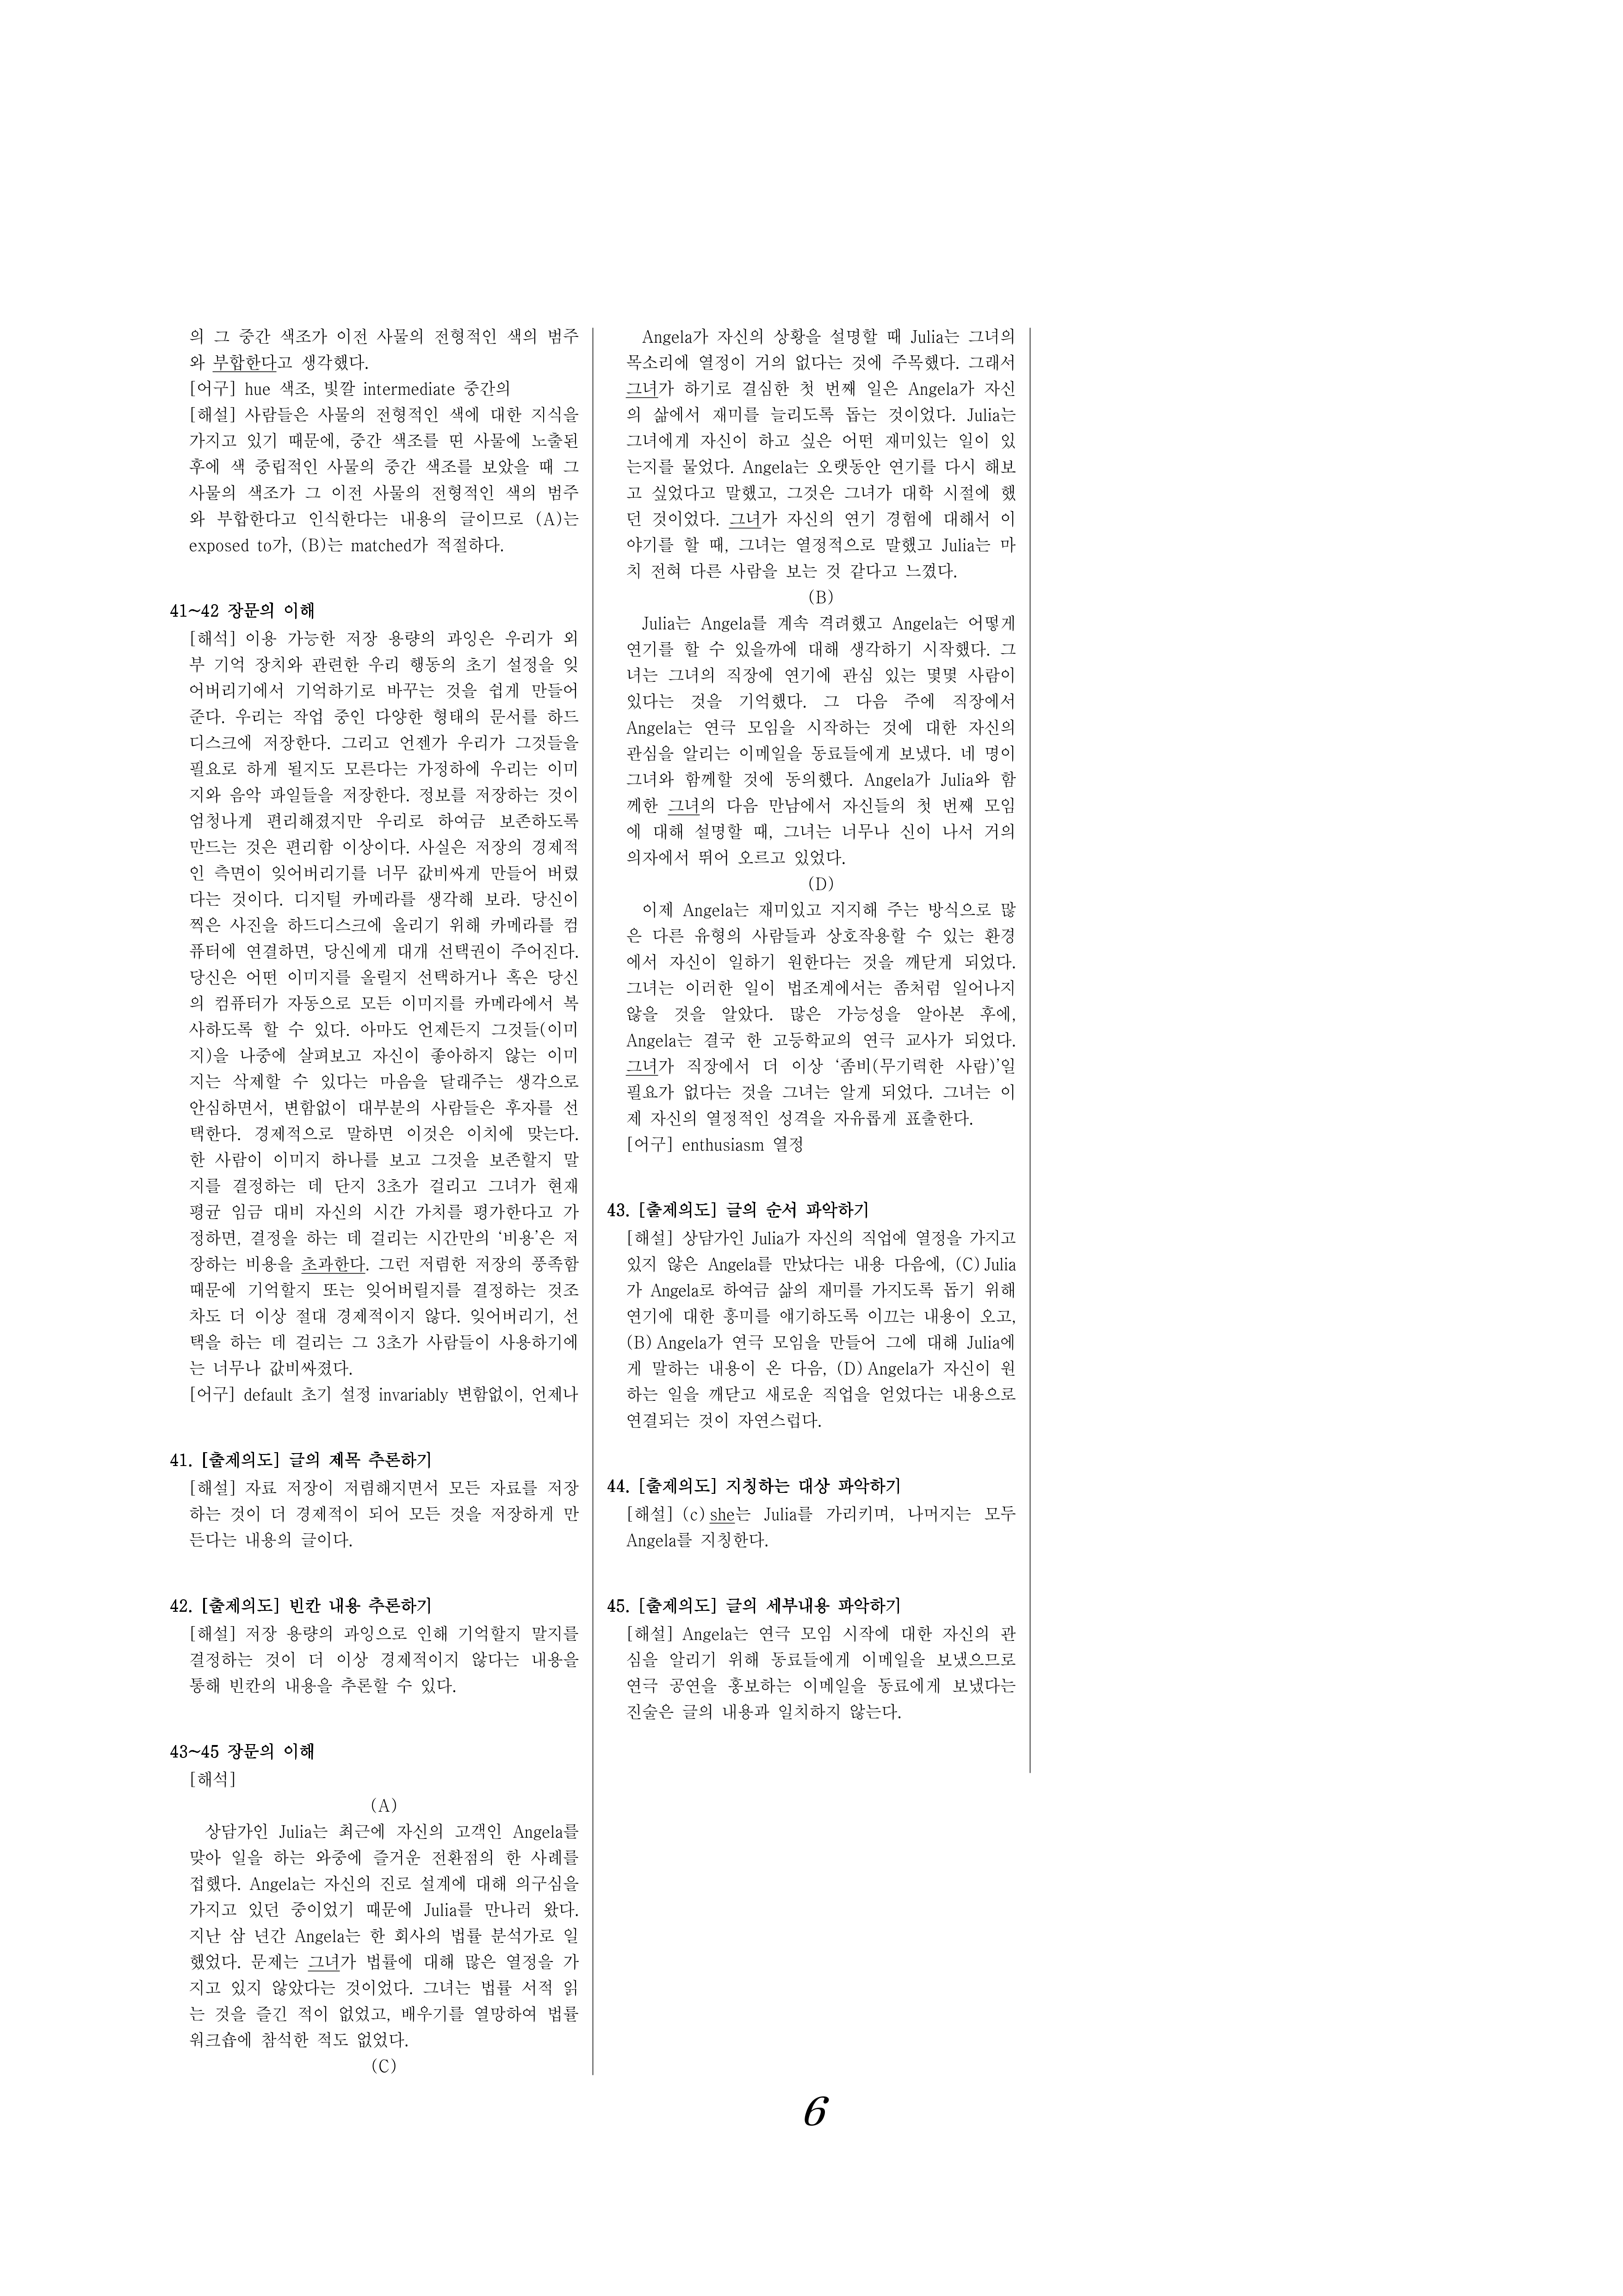 의 그 중간 색조가 이전 사물의 전형적인 색의 범주
와 부합한다고 생각했다.
[어구] hue 색조, 빛깔 intermediate 중간의
[해설] 사람들은 사물의 전형적인 색에 대한 지식을
가지고 있기 때문에, 중간 색조를 띤 사물에 노출된
후에 색 중립적인 사물의 중간 색조를 보았을 때 그
사물의 색조가 그 이전 사물의 전형적인 색의 범주
와 부합한다고 인식한다는 내용의 글이므로 (A)는
exposed to가, (B)는 matched가 적절하다.
41~42 장문의 이해
[해석] 이용 가능한 저장 용량의 과잉은 우리가 외
부 기억 장치와 관련한 우리 행동의 초기 설정을 잊
어버리기에서 기억하기로 바꾸는 것을 쉽게 만들어
준다. 우리는 작업 중인 다양한 형태의 문서를 하드
디스크에 저장한다. 그리고 언젠가 우리가 그것들을
필요로 하게 될지도 모른다는 가정하에 우리는 이미
지와 음악 파일들을 저장한다. 정보를 저장하는 것이
엄청나게 편리해졌지만 우리로 하여금 보존하도록
만드는 것은 편리함 이상이다. 사실은 저장의 경제적
인 측면이 잊어버리기를 너무 값비싸게 만들어 버렸
다는 것이다. 디지털 카메라를 생각해 보라. 당신이
찍은 사진을 하드디스크에 올리기 위해 카메라를 컴
퓨터에 연결하면, 당신에게 대개 선택권이 주어진다.
당신은 어떤 이미지를 올릴지 선택하거나 혹은 당신
의 컴퓨터가 자동으로 모든 이미지를 카메라에서 복
사하도록 할 수 있다. 아마도 언제든지 그것들(이미
지)을 나중에 살펴보고 자신이 좋아하지 않는 이미
지는 삭제할 수 있다는 마음을 달래주는 생각으로
안심하면서, 변함없이 대부분의 사람들은 후자를 선
택한다. 경제적으로 말하면 이것은 이치에 맞는다.
한 사람이 이미지 하나를 보고 그것을 보존할지 말
지를 결정하는 데 단지 3초가 걸리고 그녀가 현재
평균 임금 대비 자신의 시간 가치를 평가한다고 가
정하면, 결정을 하는 데 걸리는 시간만의 ‘비용’은 저
장하는 비용을 초과한다. 그런 저렴한 저장의 풍족함
때문에 기억할지 또는 잊어버릴지를 결정하는 것조
차도 더 이상 절대 경제적이지 않다. 잊어버리기, 선
택을 하는 데 걸리는 그 3초가 사람들이 사용하기에
는 너무나 값비싸졌다.
[어구] default 초기 설정 invariably 변함없이, 언제나
41. [출제의도] 글의 제목 추론하기
[해설] 자료 저장이 저렴해지면서 모든 자료를 저장
하는 것이 더 경제적이 되어 모든 것을 저장하게 만
든다는 내용의 글이다.
42. [출제의도] 빈칸 내용 추론하기
[해설] 저장 용량의 과잉으로 인해 기억할지 말지를
결정하는 것이 더 이상 경제적이지 않다는 내용을
통해 빈칸의 내용을 추론할 수 있다.
43~45 장문의 이해
[해석]
(A)
상담가인 Julia는 최근에 자신의 고객인 Angela를
맞아 일을 하는 와중에 즐거운 전환점의 한 사례를
접했다. Angela는 자신의 진로 설계에 대해 의구심을
가지고 있던 중이었기 때문에 Julia를 만나러 왔다.
지난 삼 년간 Angela는 한 회사의 법률 분석가로 일
했었다. 문제는 그녀가 법률에 대해 많은 열정을 가
지고 있지 않았다는 것이었다. 그녀는 법률 서적 읽
는 것을 즐긴 적이 없었고, 배우기를 열망하여 법률
워크숍에 참석한 적도 없었다.
(C)
Angela가 자신의 상황을 설명할 때 Julia는 그녀의
목소리에 열정이 거의 없다는 것에 주목했다. 그래서
그녀가 하기로 결심한 첫 번째 일은 Angela가 자신
의 삶에서 재미를 늘리도록 돕는 것이었다. Julia는
그녀에게 자신이 하고 싶은 어떤 재미있는 일이 있
는지를 물었다. Angela는 오랫동안 연기를 다시 해보
고 싶었다고 말했고, 그것은 그녀가 대학 시절에 했
던 것이었다. 그녀가 자신의 연기 경험에 대해서 이
야기를 할 때, 그녀는 열정적으로 말했고 Julia는 마
치 전혀 다른 사람을 보는 것 같다고 느꼈다.
(B)
Julia는 Angela를 계속 격려했고 Angela는 어떻게
연기를 할 수 있을까에 대해 생각하기 시작했다. 그
녀는 그녀의 직장에 연기에 관심 있는 몇몇 사람이
있다는 것을 기억했다. 그 다음 주에 직장에서
Angela는 연극 모임을 시작하는 것에 대한 자신의
관심을 알리는 이메일을 동료들에게 보냈다. 네 명이
그녀와 함께할 것에 동의했다. Angela가 Julia와 함
께한 그녀의 다음 만남에서 자신들의 첫 번째 모임
에 대해 설명할 때, 그녀는 너무나 신이 나서 거의
의자에서 뛰어 오르고 있었다.
(D)
이제 Angela는 재미있고 지지해 주는 방식으로 많
은 다른 유형의 사람들과 상호작용할 수 있는 환경
에서 자신이 일하기 원한다는 것을 깨닫게 되었다.
그녀는 이러한 일이 법조계에서는 좀처럼 일어나지
않을 것을 알았다. 많은 가능성을 알아본 후에,
Angela는 결국 한 고등학교의 연극 교사가 되었다.
그녀가 직장에서 더 이상 ‘좀비(무기력한 사람)’일
필요가 없다는 것을 그녀는 알게 되었다. 그녀는 이
제 자신의 열정적인 성격을 자유롭게 표출한다.
[어구] enthusiasm 열정
43. [출제의도] 글의 순서 파악하기
[해설] 상담가인 Julia가 자신의 직업에 열정을 가지고
있지 않은 Angela를 만났다는 내용 다음에, (C) Julia
가 Angela로 하여금 삶의 재미를 가지도록 돕기 위해
연기에 대한 흥미를 얘기하도록 이끄는 내용이 오고,
(B) Angela가 연극 모임을 만들어 그에 대해 Julia에
게 말하는 내용이 온 다음, (D) Angela가 자신이 원
하는 일을 깨닫고 새로운 직업을 얻었다는 내용으로
연결되는 것이 자연스럽다.
44. [출제의도] 지칭하는 대상 파악하기
[해설] (c) she는 Julia를 가리키며, 나머지는 모두
Angela를 지칭한다.
45. [출제의도] 글의 세부내용 파악하기
[해설] Angela는 연극 모임 시작에 대한 자신의 관
심을 알리기 위해 동료들에게 이메일을 보냈으므로
연극 공연을 홍보하는 이메일을 동료에게 보냈다는
진술은 글의 내용과 일치하지 않는다.
6